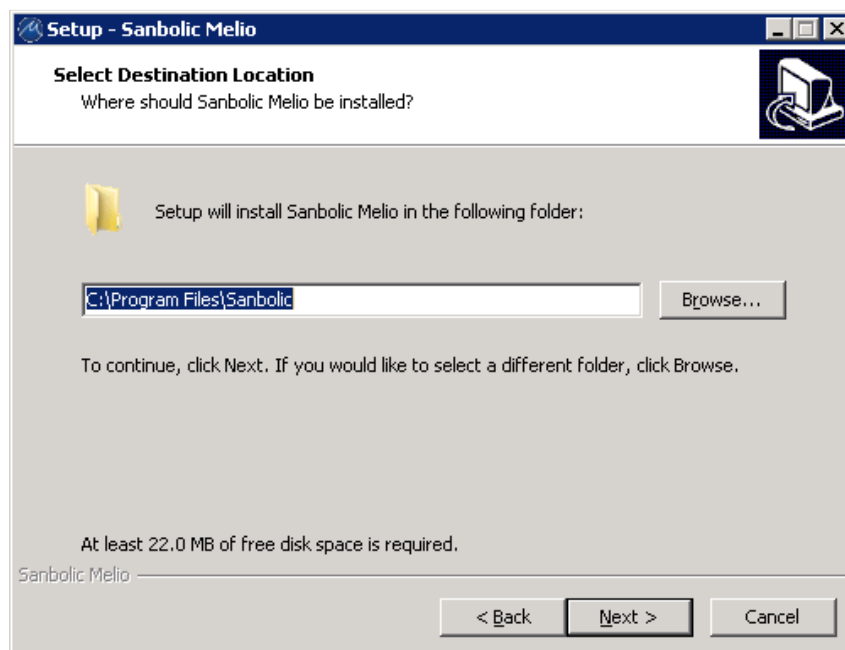 Setup - Sanbolic Melio
Select Destination Location
Where should Sanbolic Melio be installed?
Setup will install Sanbolic Melio in the following folder:
C:\Program Files\Sanbolic
Browse...
To continue, click Next. If you would like to select a different folder, click Browse.
At least 22.0 MB of free disk space is required.
Sanbolic Melio
< Back
Next >
Cancel